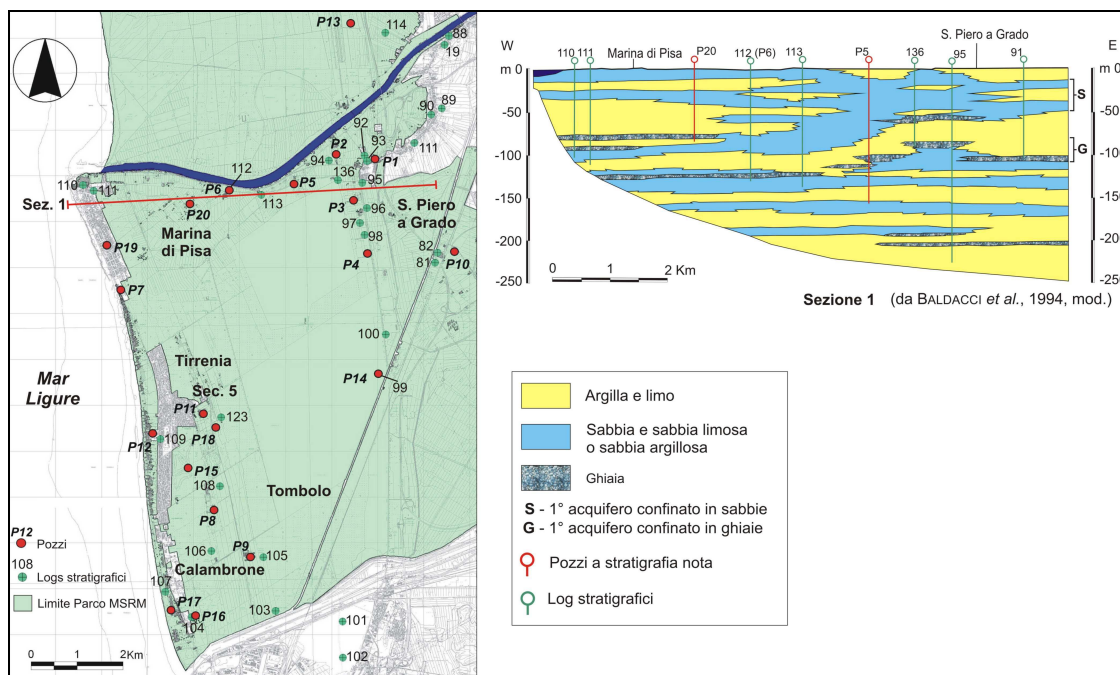 P13
114
88
19
89
90
92
93
111
P2
94
P1
112
136
P6
P5
95
110
111
113
Sez. 1
P20
P3
96
S. Piero
a Grado
97
Marina
di Pisa
98
P19
82
P4
81
P10
P7
100
Tirrenia
Mar
Ligure
P14
99
Sec. 5
P11
123
P18
P12
109
P15
108
Tombolo
P8
P12
Pozzi
106
P9
105
108
Calambrone
Logs stratigrafici
107
Limite Parco MSRM
P17
P16
103
104
101
0 1 2Km
102
S. Piero a Grado
W
E
110 111
Marina di Pisa
P20
112 (P6)
113
P5
136
95
91
m 0
m 0
S
-50
-50
G
-100
-100
-150
-150
-200
-200
-250
-250
0 1 2 Km
Sezione 1 (da BALDACCI et al., 1994, mod.)
Argilla e limo
Sabbia e sabbia limosa
o sabbia argillosa
Ghiaia
S - 1° acquifero confinato in sabbie
G - 1° acquifero confinato in ghiaie
Pozzi a stratigrafia nota
Log stratigrafici